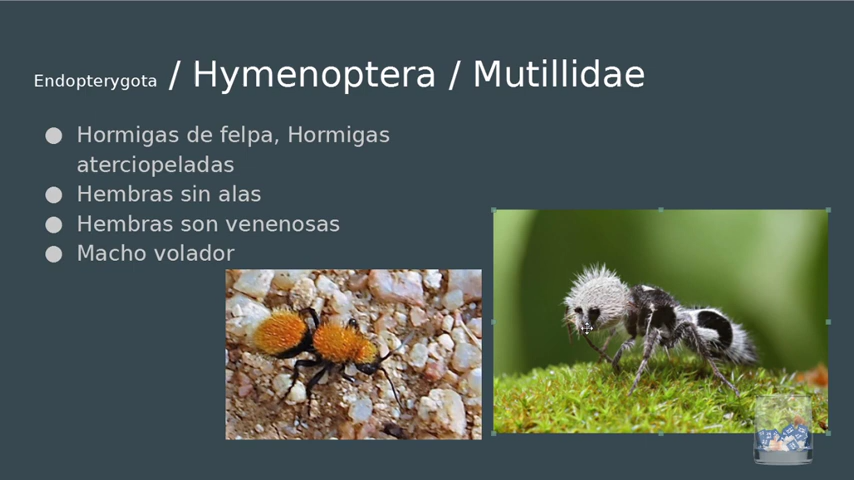 Endopterygota / Hymenoptera / Mutillidae
● Hormigas de felpa, Hormigas
aterciopeladas
● Hembras sin alas
● Hembras son venenosas
● Macho volador